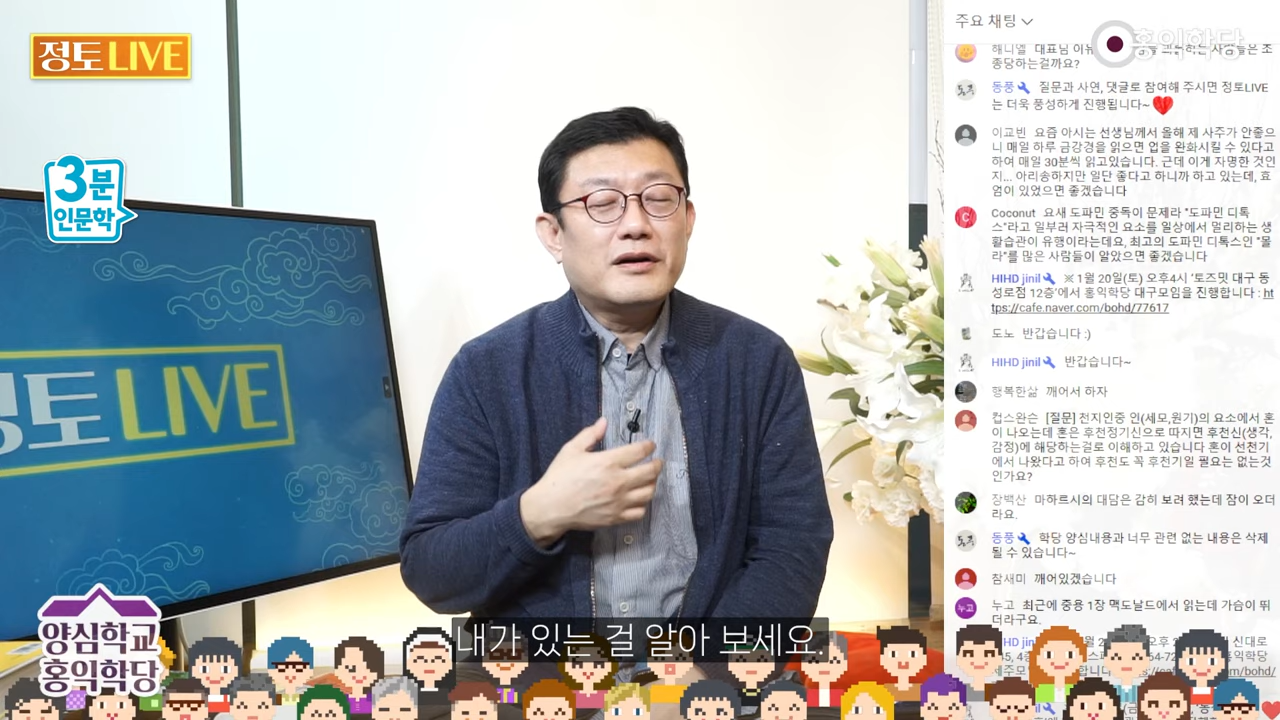 정토 LIVE
3분
인문학
정토 LIVE
양심학교
홍익학당
내가 있는 걸 알아 보세요.
주요 채팅
홍익학당
해니엘 대표님 이유
사람들은 조
종당하는걸까요?
동풍 질문과 사연, 댓글로 참여해 주시면 정토LIVE
는 더욱 풍성하게 진행됩니다~
이교빈 요즘 아시는 선생님께서 올해 제 사주가 안좋으
니 매일 하루 금강경을 읽으면 업을 완화시킬 수 있다고
하여 매일 30분씩 읽고있습니다. 근데 이게 자명한 것인
지... 아리송하지만 일단 좋다고 하니까 하고 있는데, 효
엄이 있었으면 좋겠습니다
Coconut 요새 도파민 중독이 문제라 "도파민 디톡
스"라고 일부러 자극적인 요소를 일상에서 멀리하는 생
활습관이 유행이라는데요, 최고의 도파민 디톡스인 "몰
라"를 많은 사람들이 알았으면 좋겠습니다
HIHD jinil ※ 1월 20일(토) 오후4시 '토즈밋 대구 동
성로점 12층'에서 홍익학당 대구모임을 진행합니다 : ht
tps://cafe.naver.com/bohd/77617
도노 반갑습니다 :)
HIHD jinil 반갑습니다~
행복한삶 깨어서 하자
컵스완슨 [질문] 천지인중 인(세모,원기)의 요소에서 혼
이 나오는데 혼은 후천정기신으로 따지면 후천신(생각,
감정)에 해당하는걸로 이해하고 있습니다 혼이 선천기
에서 나왔다고 하여 후천도 꼭 후천기일 필요는 없는것
인가요?
장백산 마하르시의 대담은 감히 보려 했는데 잠이 오더
라요.
동풍 학당 양심내용과 너무 관련 없는 내용은 삭제
될 수 있습니다~
참새미 깨어있겠습니다
누고 최근에 중용 1장 맥도날드에서 읽는데 가슴이 뛰
더라구요.